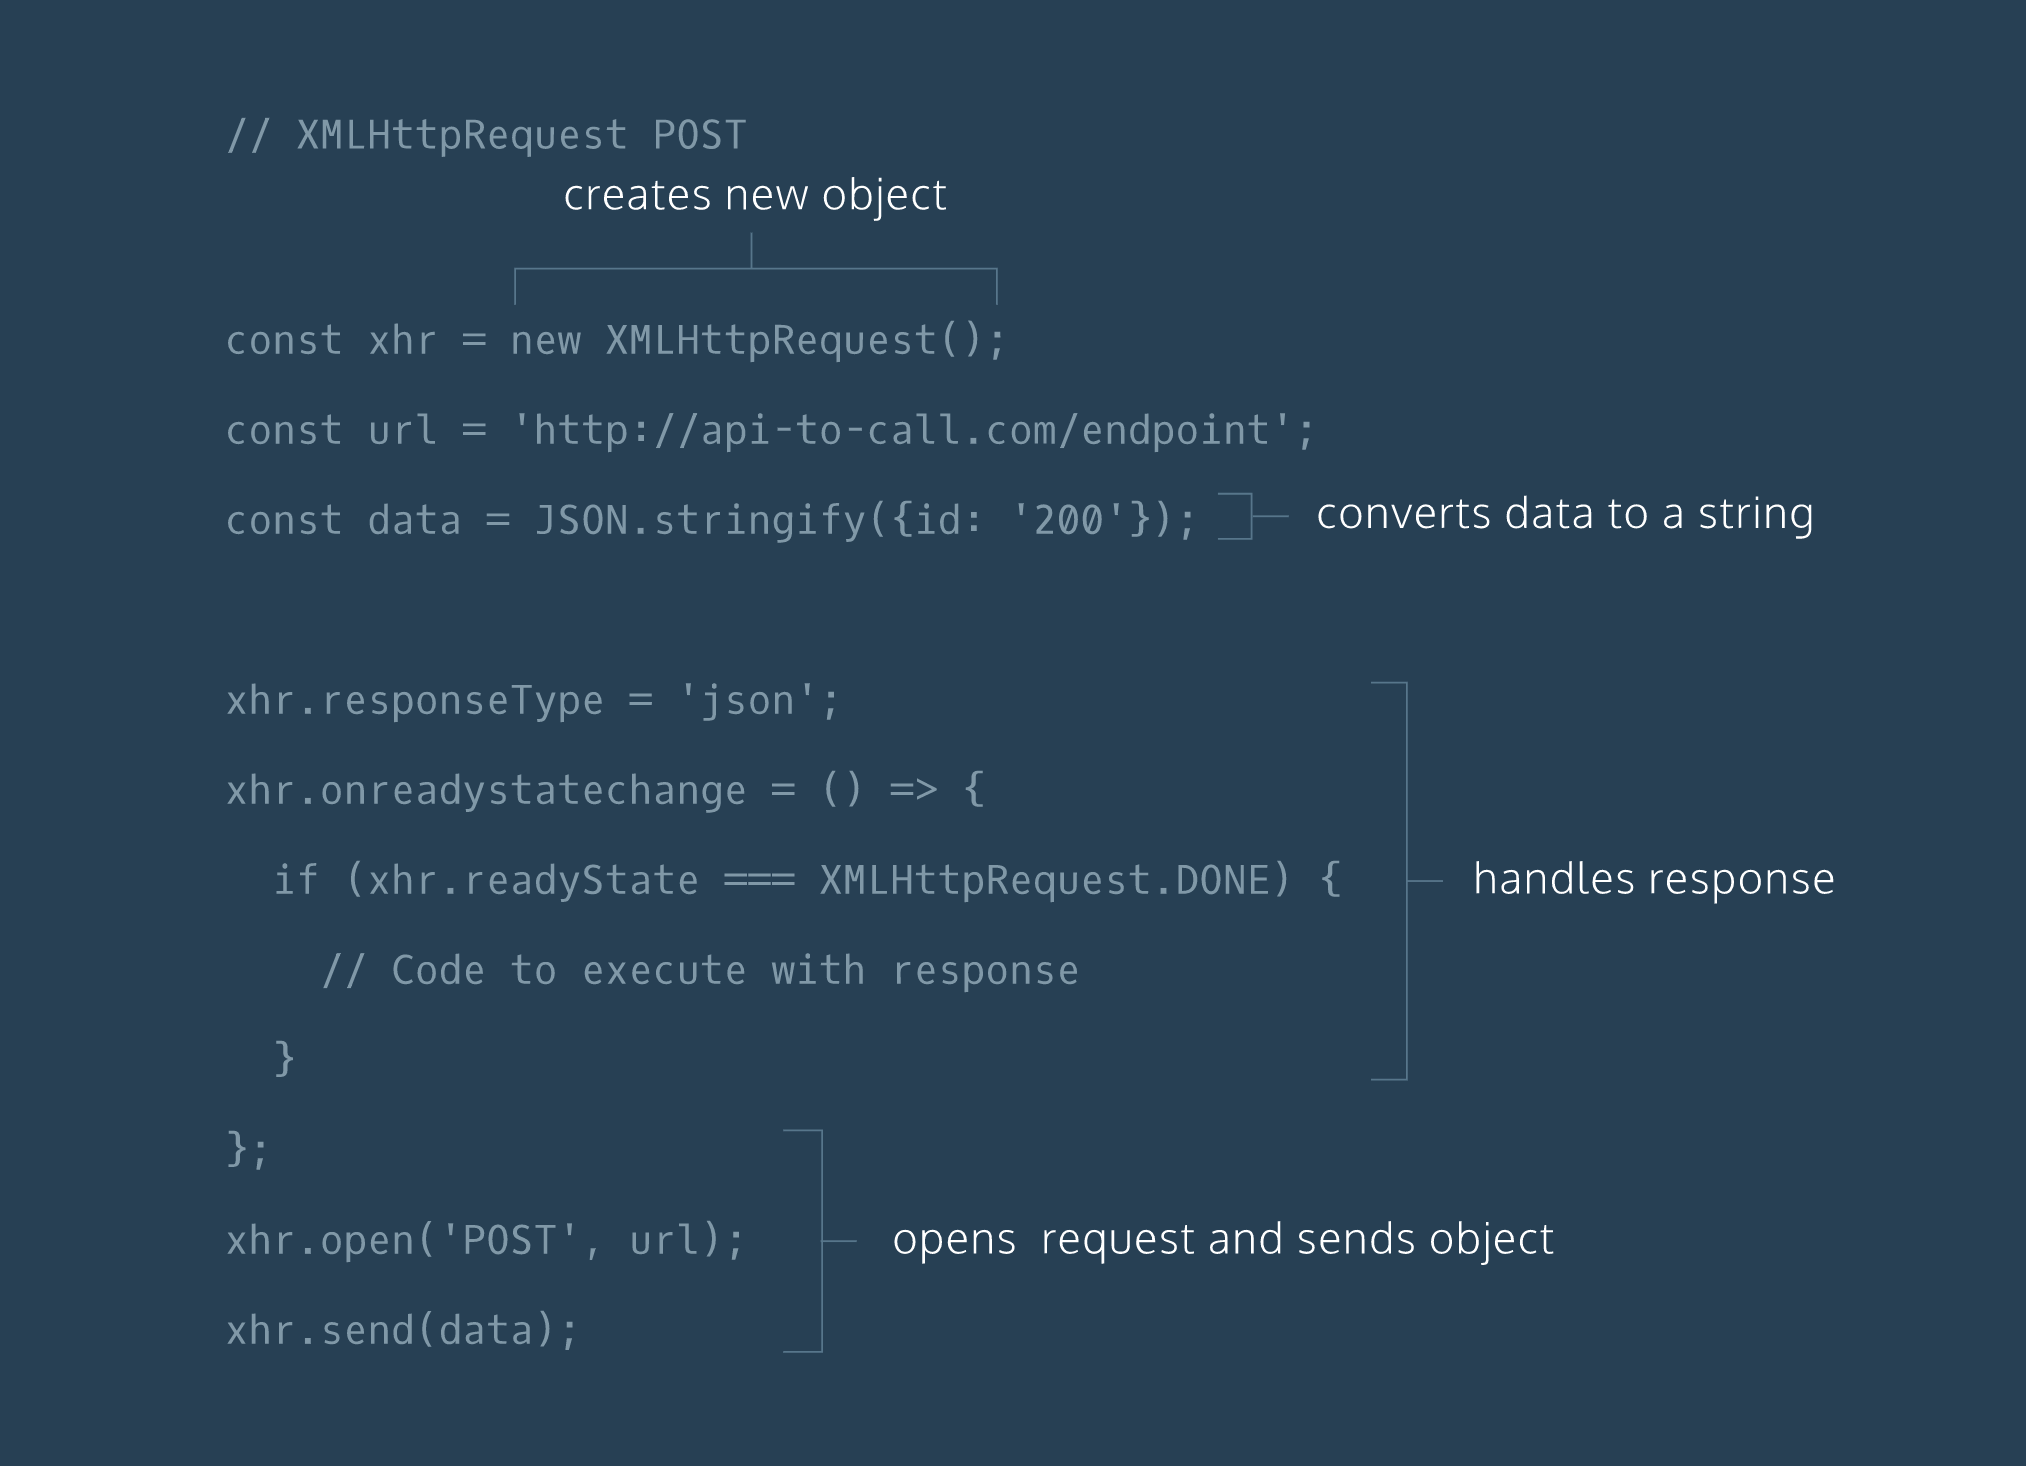 // XMLHttpRequest POST
creates new object
const xhr = new XMLHttpRequest();
const url = 'http://api-to-call.com/endpoint';
const data = JSON.stringify({id: '200'});
converts data to a string
xhr.responseType = 'json';
xhr.onreadystatechange = () => {
if (xhr.readyState === XMLHttpRequest.DONE) {
handles response
// Code to execute with response
}
};
xhr.open('POST', url);
opens  request and sends object
xhr.send(data);